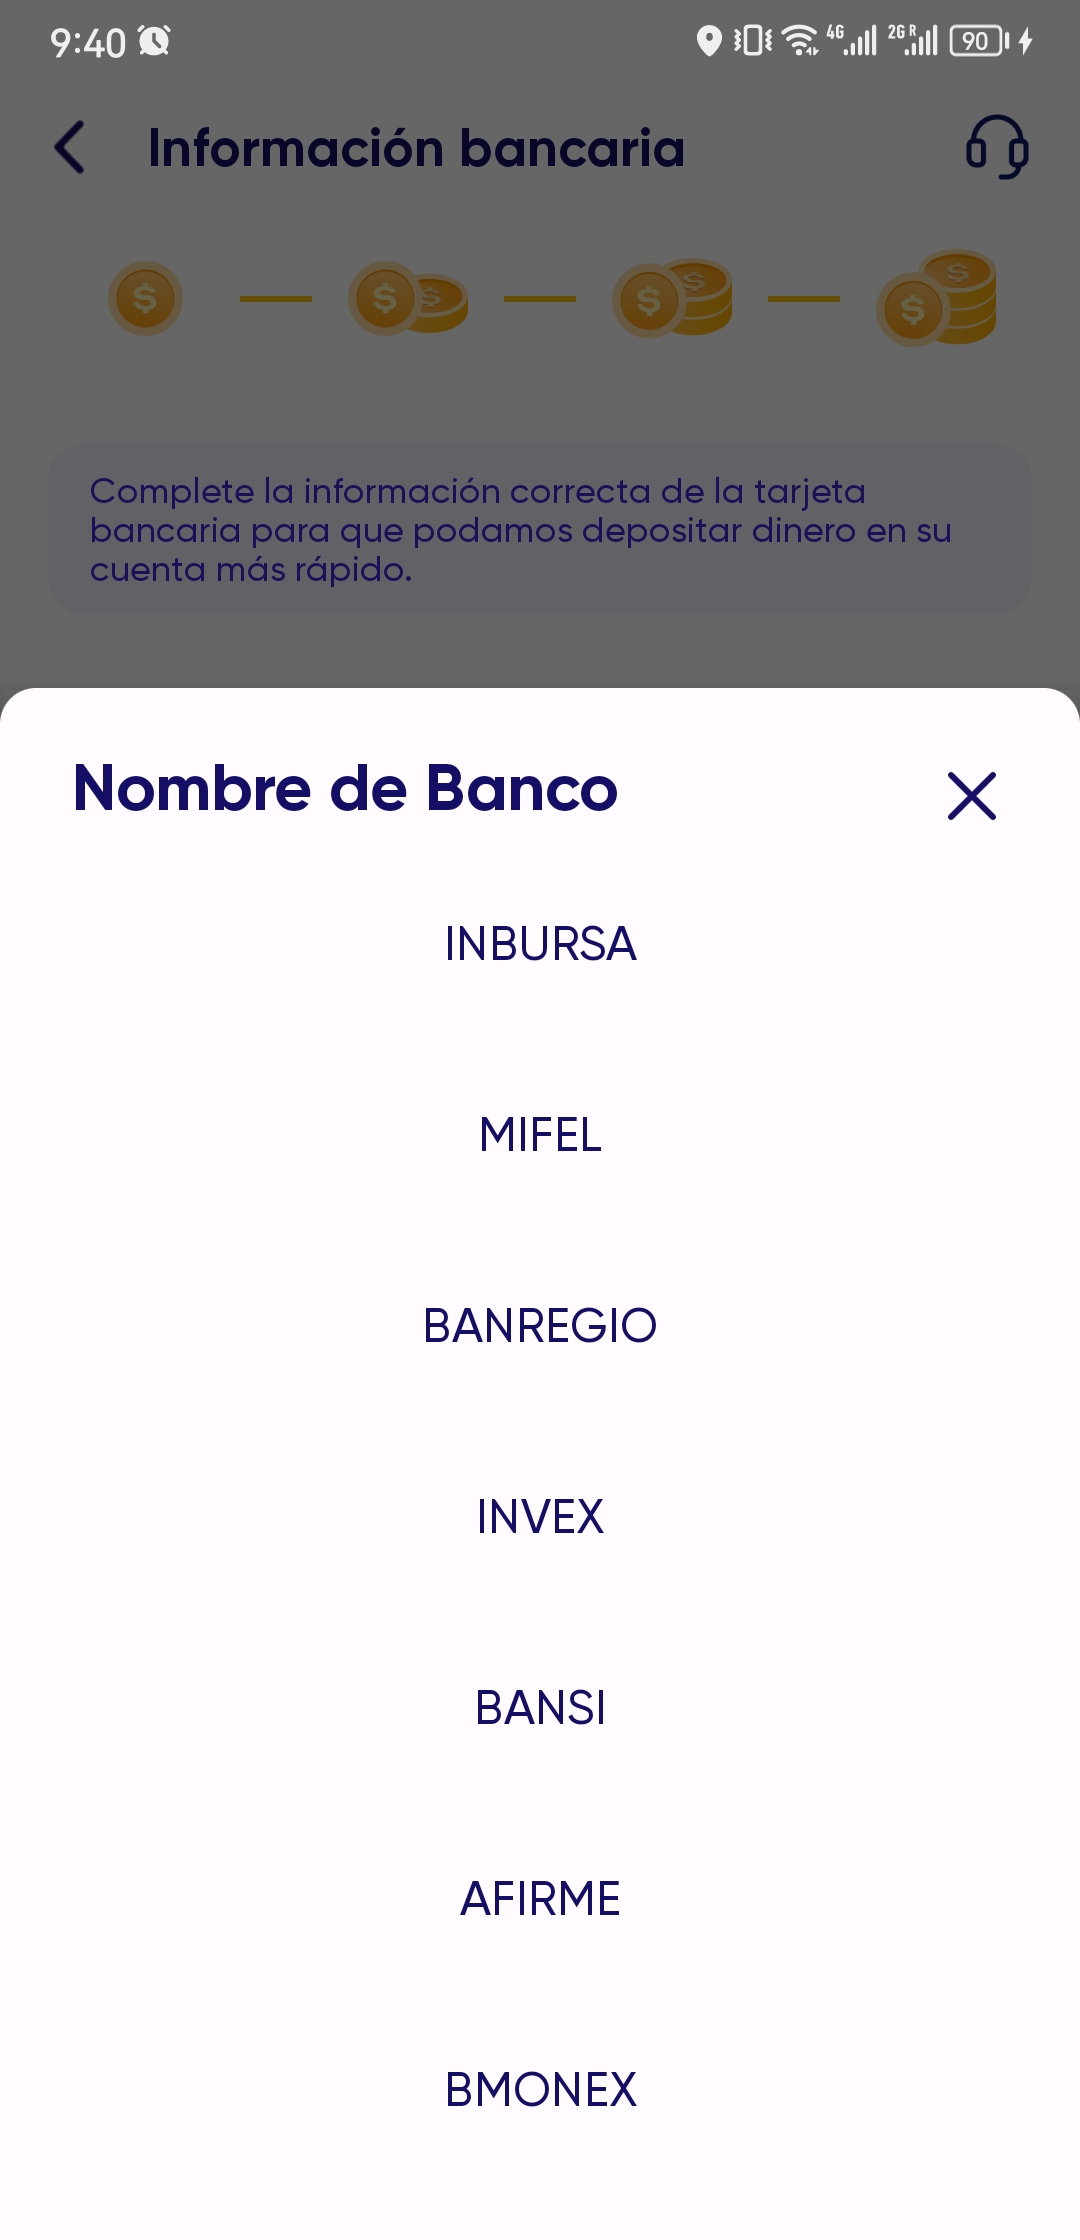 9:40
4G
2G R
90
Información bancaria
Complete la información correcta de la tarjeta
bancaria para que podamos depositar dinero en su
cuenta más rápido.
Nombre de Banco
INBURSA
MIFEL
BANREGIO
INVEX
BANSI
AFIRME
BMONEX